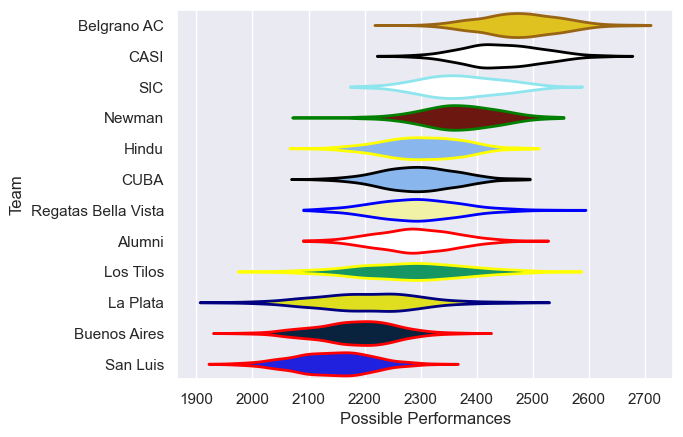 Belgrano AC
CASI
SIC
Newman
Hindu
CUBA
Regatas Bella Vista
Alumni
Los Tilos
La Plata
Buenos Aires
San Luis
Team
1900 2000 2100 2200 2300 2400 2500 2600 2700
Possible Performances